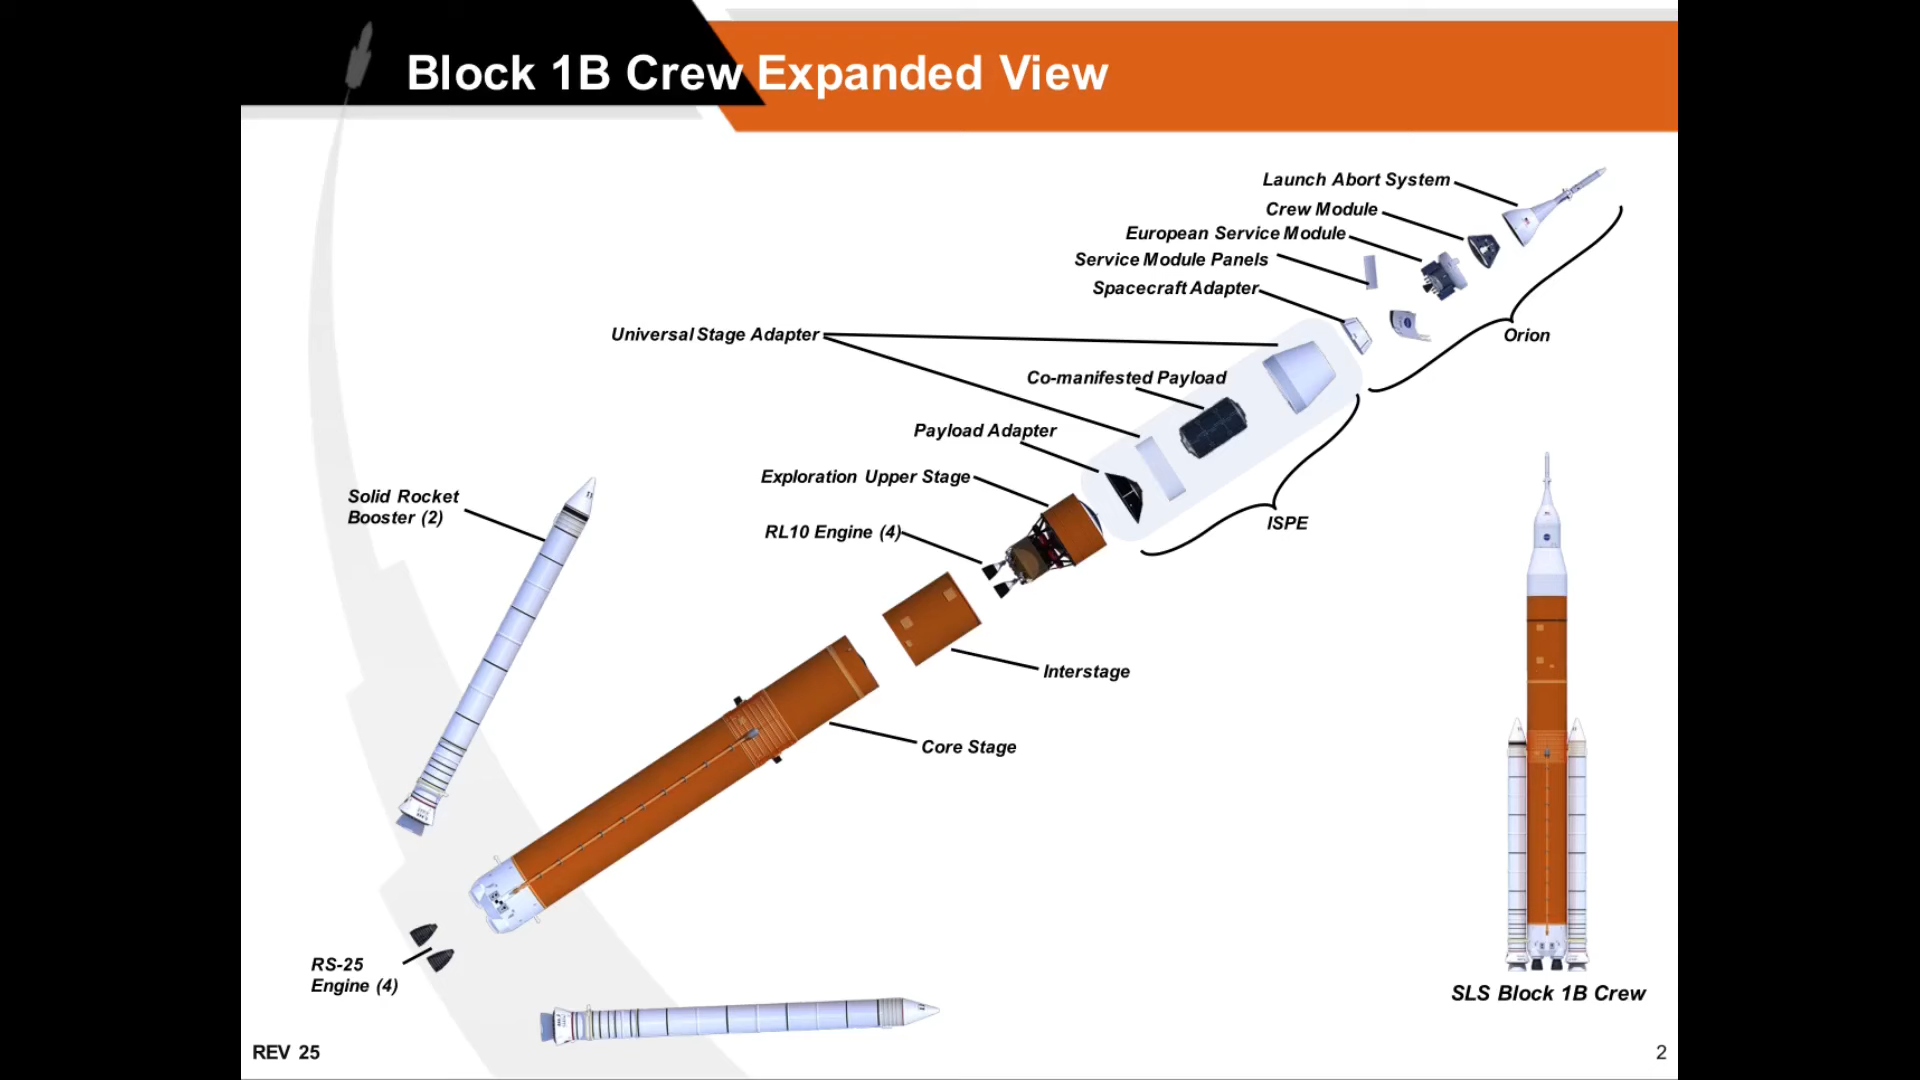 Block 1B Crew Expanded View
Launch Abort System
Crew Module
European Service Module
Service Module Panels
Spacecraft Adapter
Universal Stage Adapter
Orion
Co-manifested Payload
Payload Adapter
Exploration Upper Stage
Solid Rocket
Booster (2)
ISPE
RL10 Engine (4)
Interstage
Core Stage
RS-25
Engine (4)
SLS Block 1B Crew
REV 25
2